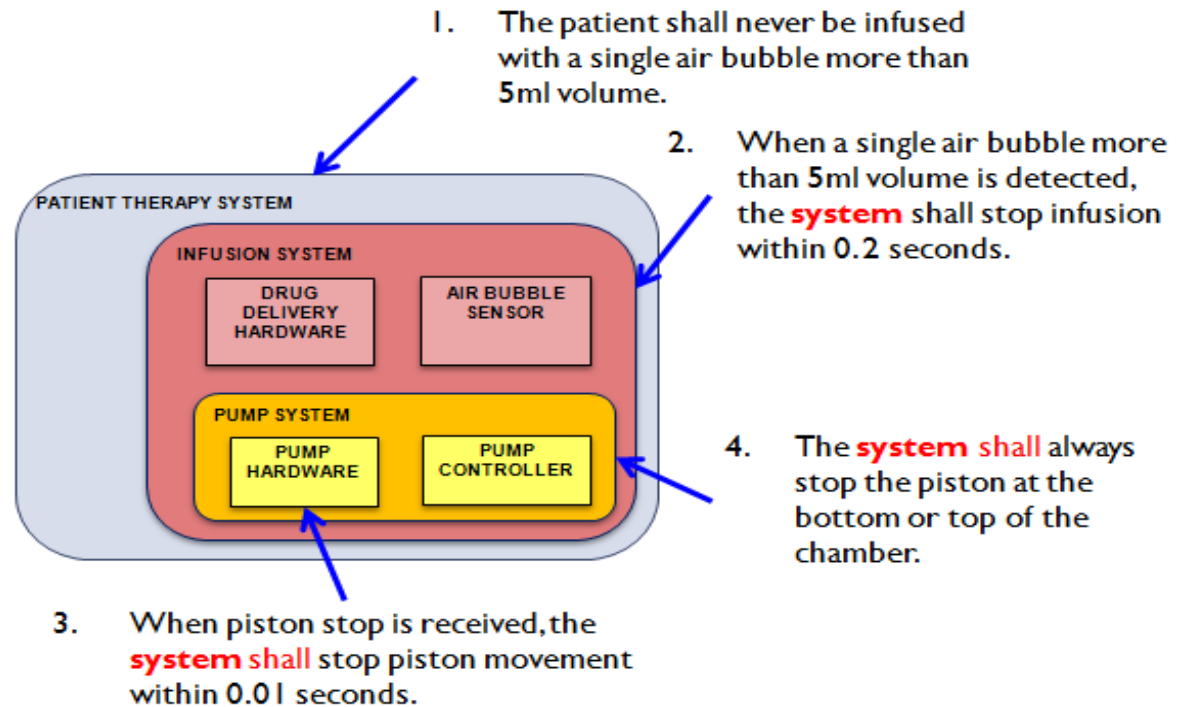 1. The patient shall never be infused
with a single air bubble more than
5ml volume.
2. When a single air bubble more
than 5ml volume is detected,
the system shall stop infusion
within 0.2 seconds.
PATIENT THERAPY SYSTEM
INFUSION SYSTEM
DRUG
DELIVERY
HARDWARE
AIR BUBBLE
SENSOR
PUMP SYSTEM
PUMP
HARDWARE
PUMP
CONTROLLER
4. The system shall always
stop the piston at the
bottom or top of the
chamber.
3. When piston stop is received, the
system shall stop piston movement
within 0.01 seconds.